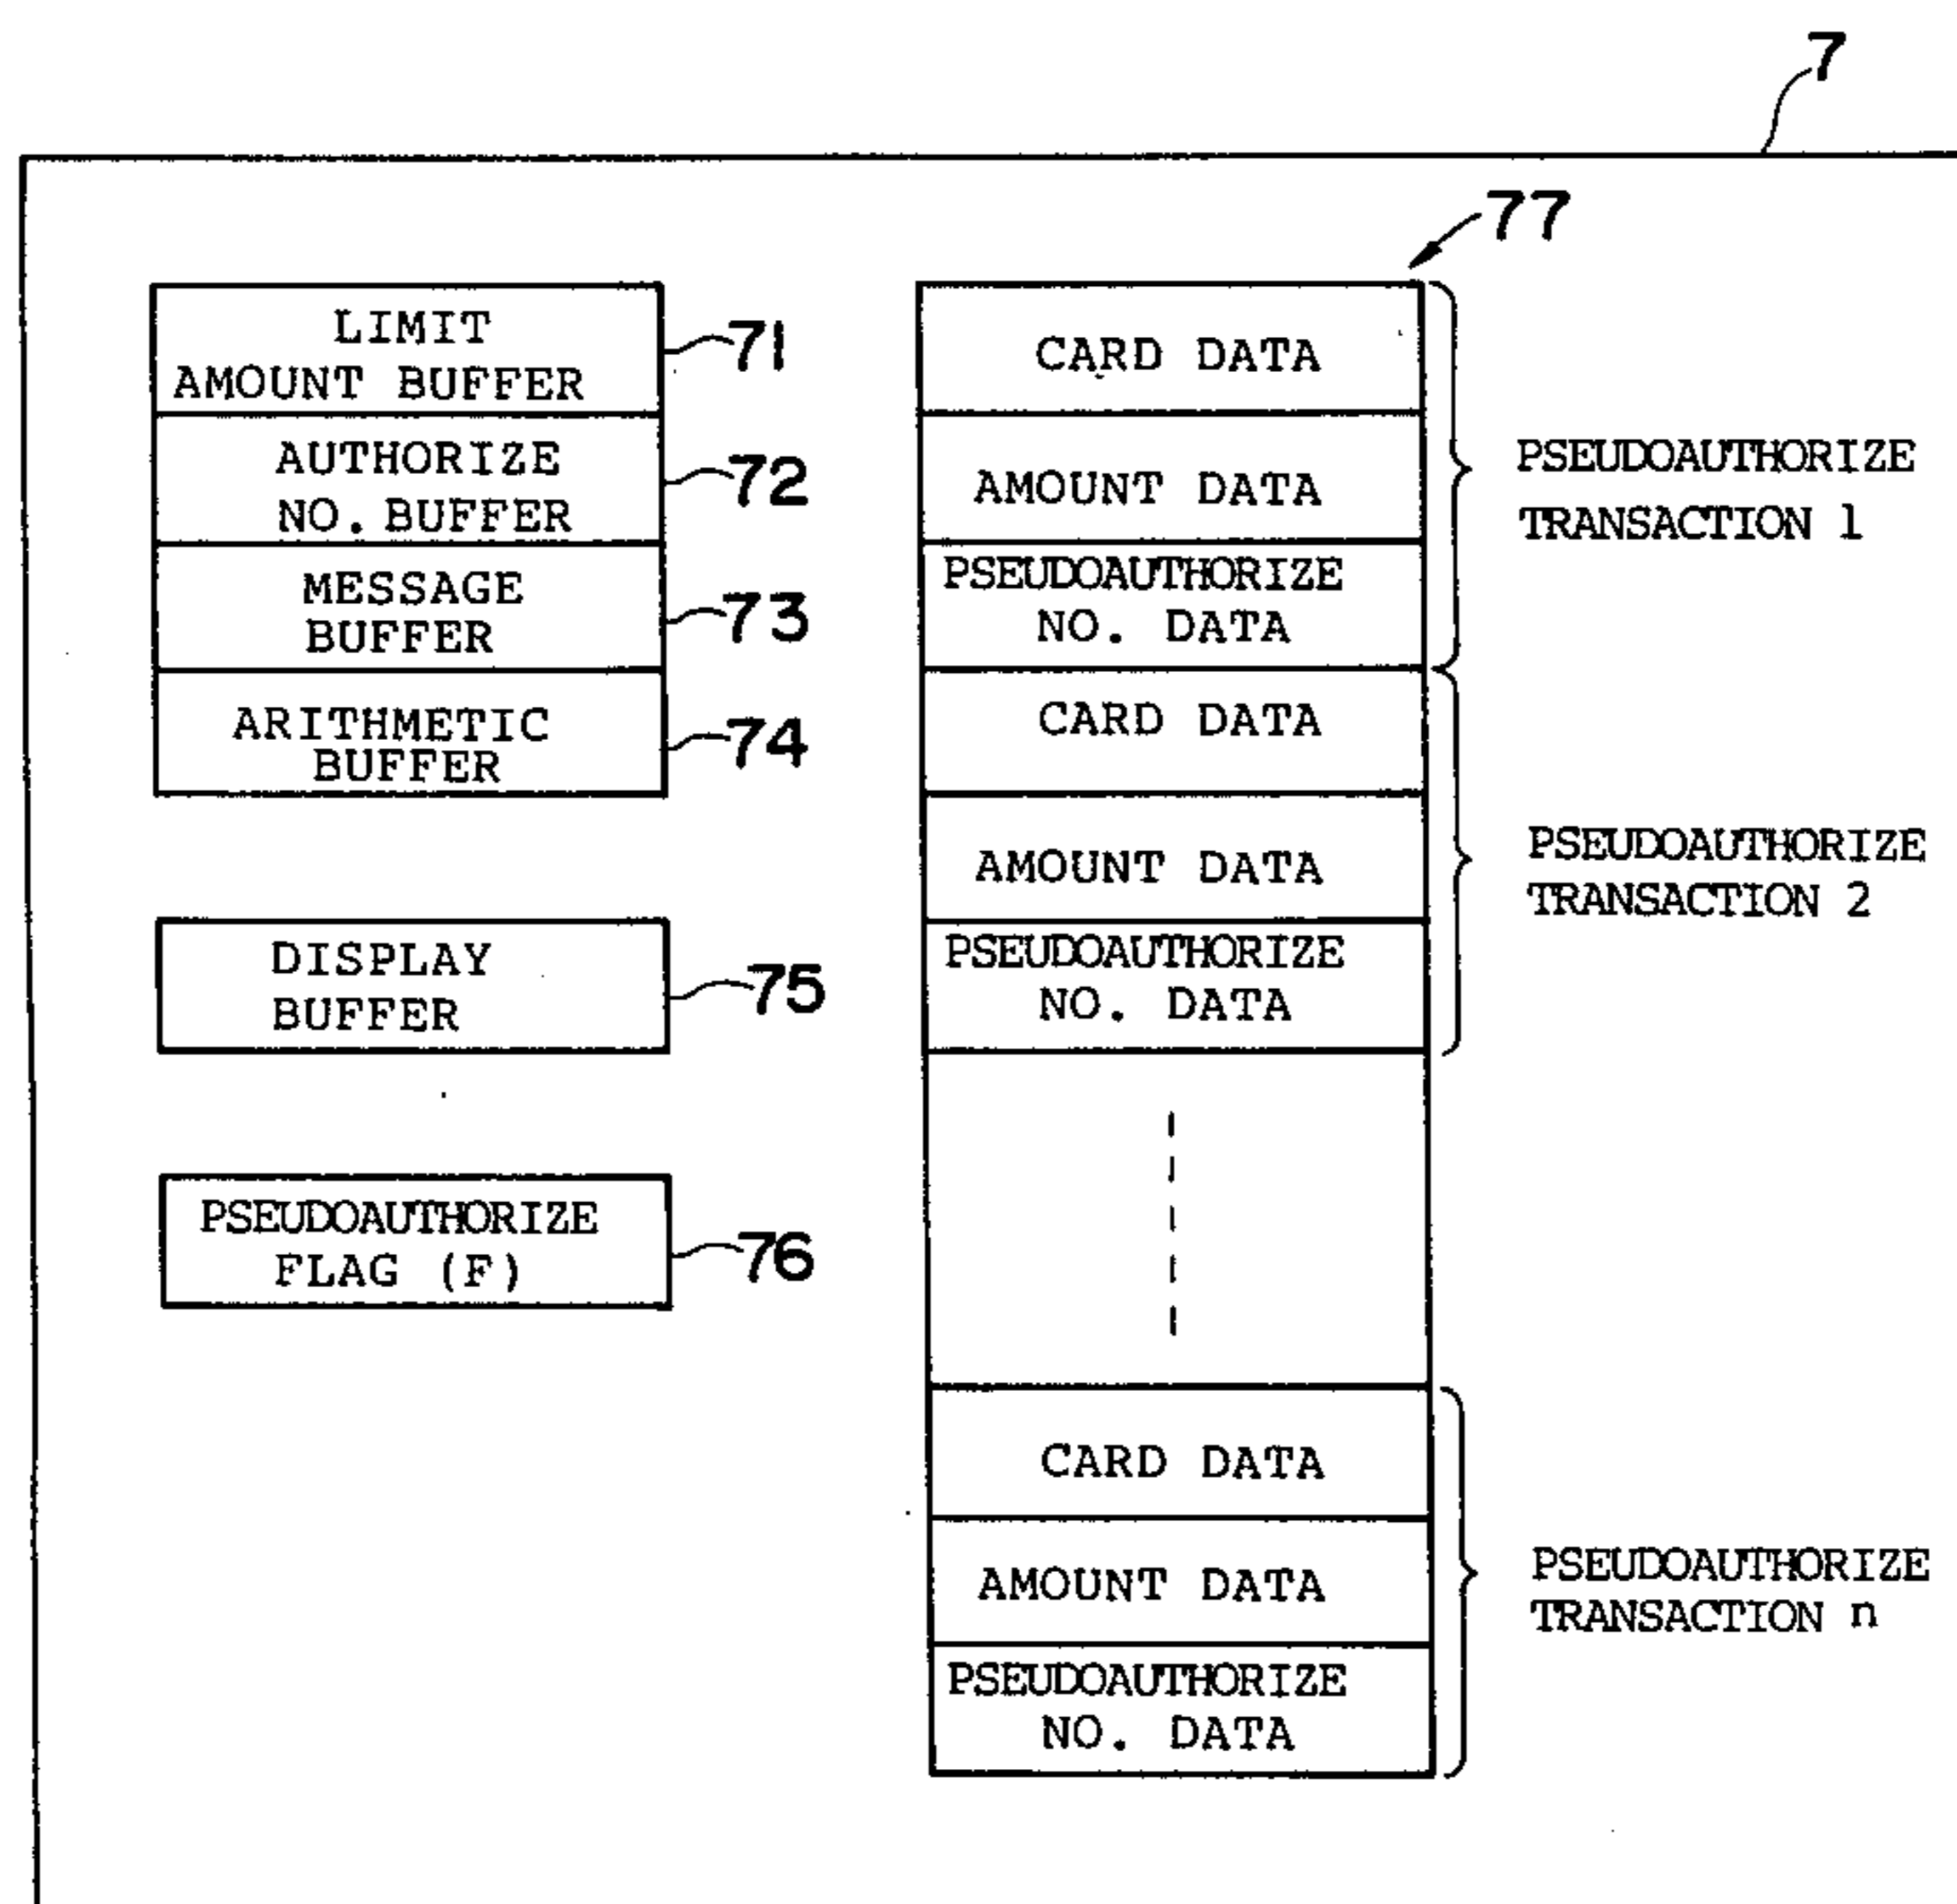 7
77
LIMIT
AMOUNT BUFFER
71
AUTHORIZE
NO. BUFFER
72
MESSAGE
BUFFER
73
ARITHMETIC
BUFFER
74
DISPLAY
BUFFER
75
PSEUDOAUTHORIZE
FLAG (F)
76
CARD DATA
AMOUNT DATA
PSEUDOAUTHORIZE
NO. DATA
PSEUDOAUTHORIZE
TRANSACTION 1
CARD DATA
AMOUNT DATA
PSEUDOAUTHORIZE
NO. DATA
PSEUDOAUTHORIZE
TRANSACTION 2
CARD DATA
AMOUNT DATA
PSEUDOAUTHORIZE
NO. DATA
PSEUDOAUTHORIZE
TRANSACTION n